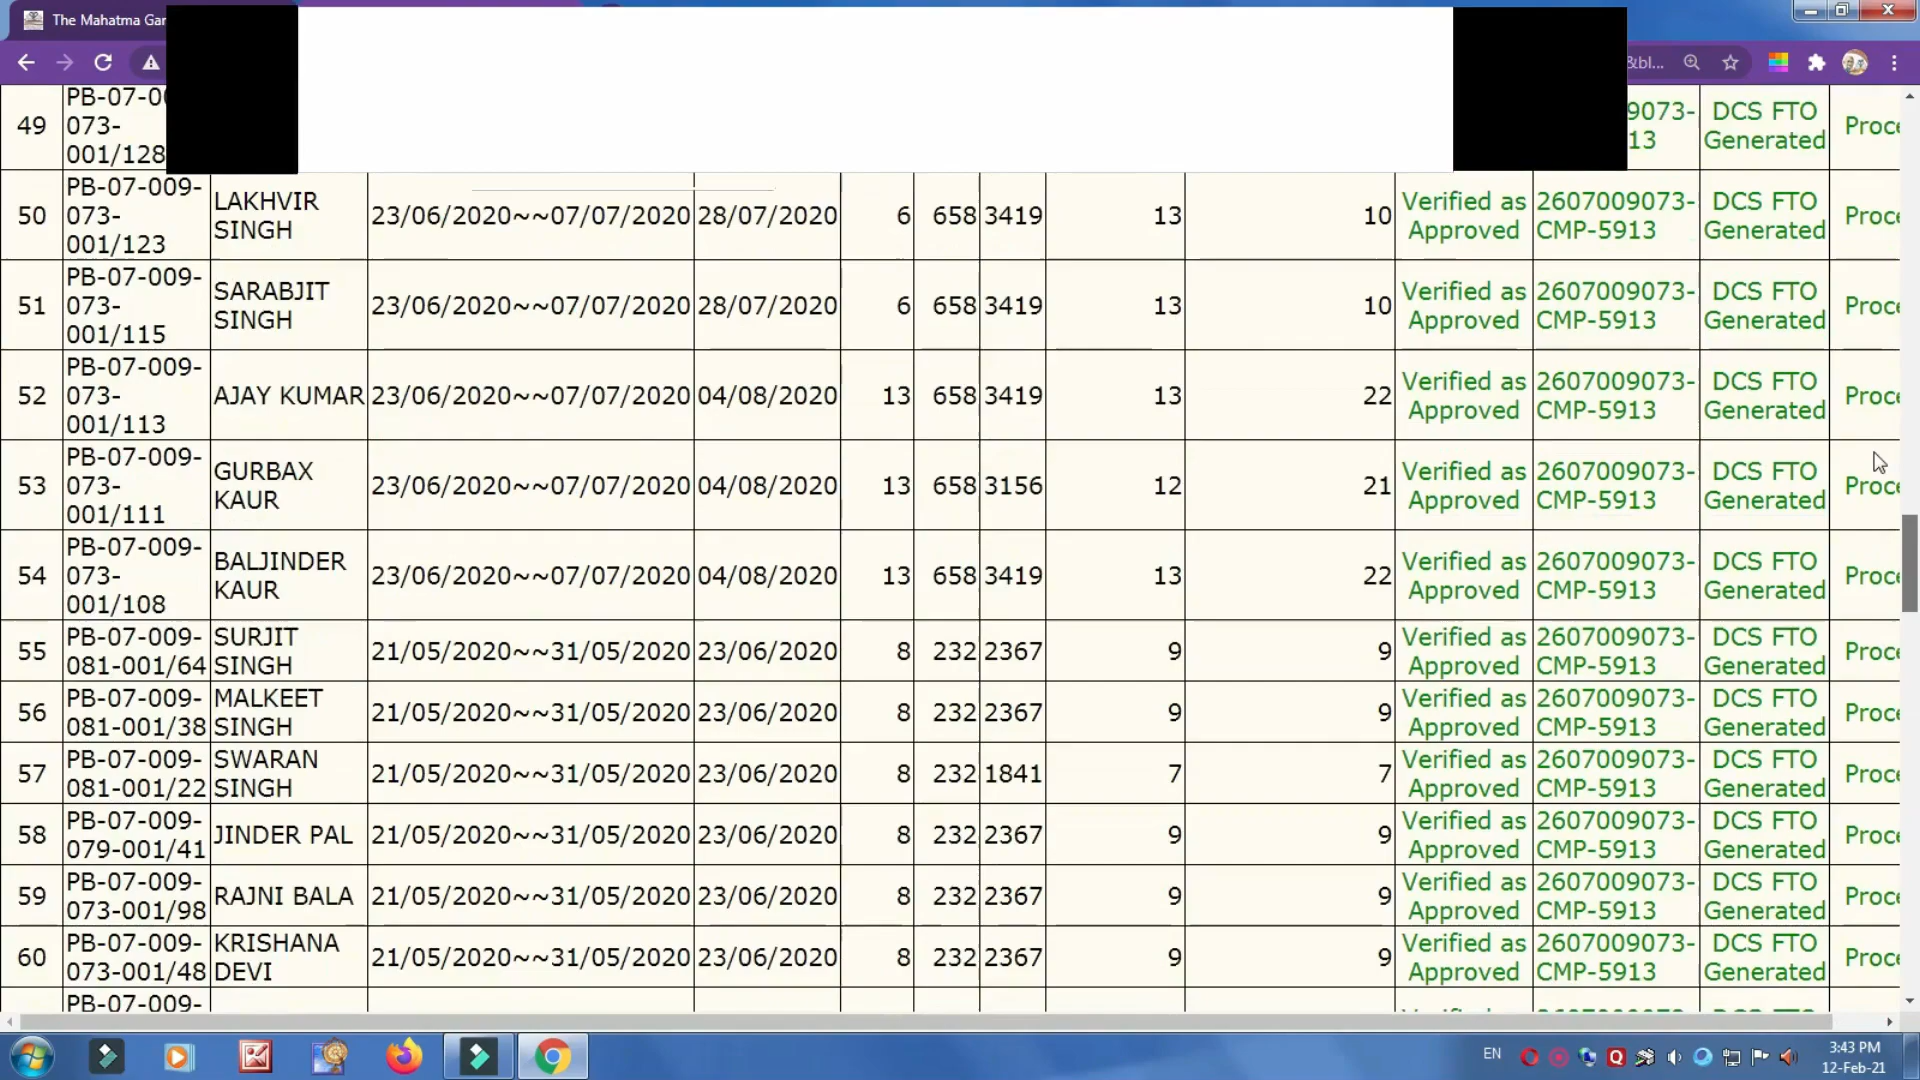 The Mahatma Gar
&bl...
49 PB-07-0 9073- DCS FTO Proce
073- 13 Generated
001/128
50 PB-07-009- LAKHVIR 23/06/2020~~07/07/2020 28/07/2020 6 658 3419 13 10 Verified as 2607009073- DCS FTO Proce
073- SINGH Approved CMP-5913 Generated
001/123
51 PB-07-009- SARABJIT 23/06/2020~~07/07/2020 28/07/2020 6 658 3419 13 10 Verified as 2607009073- DCS FTO Proce
073- SINGH Approved CMP-5913 Generated
001/115
52 PB-07-009- AJAY KUMAR 23/06/2020~~07/07/2020 04/08/2020 13 658 3419 13 22 Verified as 2607009073- DCS FTO Proce
073- Approved CMP-5913 Generated
001/113
53 PB-07-009- GURBAX 23/06/2020~~07/07/2020 04/08/2020 13 658 3156 12 21 Verified as 2607009073- DCS FTO Proce
073- KAUR Approved CMP-5913 Generated
001/111
54 PB-07-009- BALJINDER 23/06/2020~~07/07/2020 04/08/2020 13 658 3419 13 22 Verified as 2607009073- DCS FTO Proce
073- KAUR Approved CMP-5913 Generated
001/108
55 PB-07-009- SURJIT 21/05/2020~~31/05/2020 23/06/2020 8 232 2367 9 9 Verified as 2607009073- DCS FTO Proce
081-001/64 SINGH Approved CMP-5913 Generated
56 PB-07-009- MALKEET 21/05/2020~~31/05/2020 23/06/2020 8 232 2367 9 9 Verified as 2607009073- DCS FTO Proce
081-001/38 SINGH Approved CMP-5913 Generated
57 PB-07-009- SWARAN 21/05/2020~~31/05/2020 23/06/2020 8 232 1841 7 7 Verified as 2607009073- DCS FTO Proce
081-001/22 SINGH Approved CMP-5913 Generated
58 PB-07-009- JINDER PAL 21/05/2020~~31/05/2020 23/06/2020 8 232 2367 9 9 Verified as 2607009073- DCS FTO Proce
079-001/41 Approved CMP-5913 Generated
59 PB-07-009- RAJNI BALA 21/05/2020~~31/05/2020 23/06/2020 8 232 2367 9 9 Verified as 2607009073- DCS FTO Proce
073-001/98 Approved CMP-5913 Generated
60 PB-07-009- KRISHANA 21/05/2020~~31/05/2020 23/06/2020 8 232 2367 9 9 Verified as 2607009073- DCS FTO Proce
073-001/48 DEVI Approved CMP-5913 Generated
PB-07-009-
EN
3:43 PM
12-Feb-21